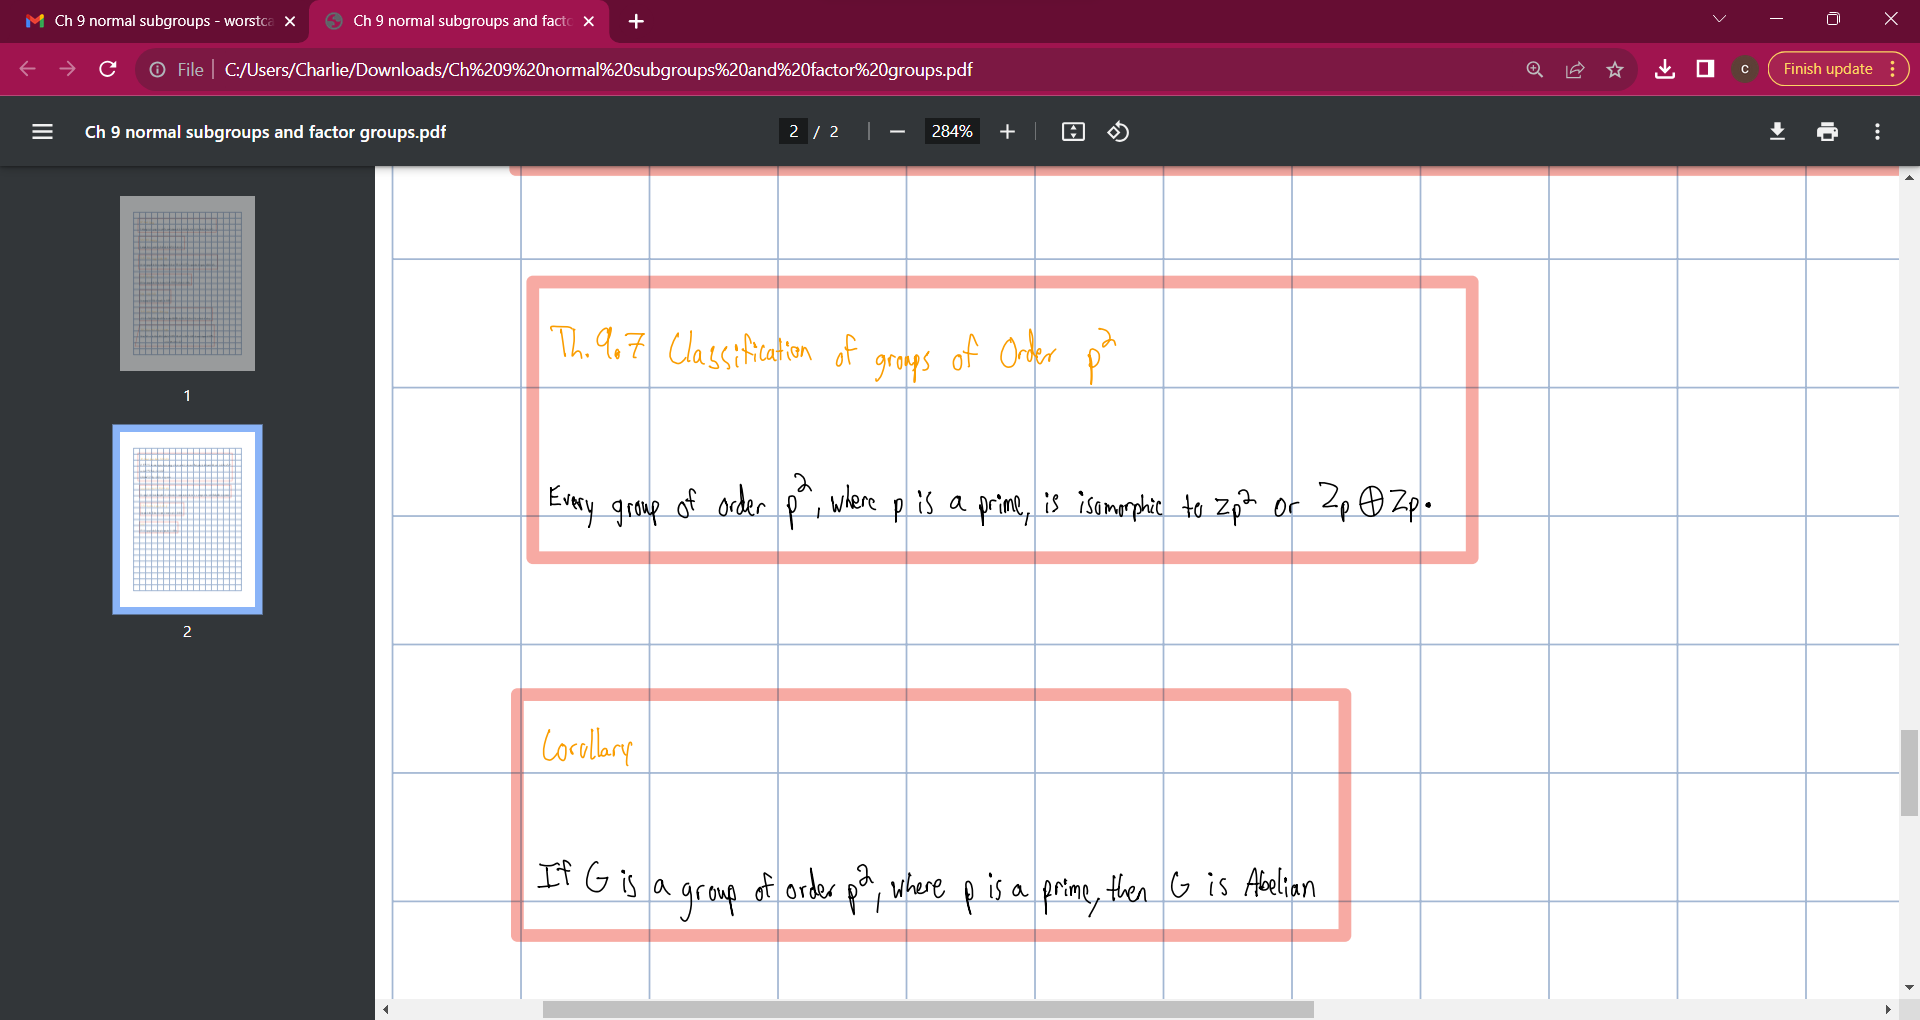 Ch 9 normal subgroups - worstca
Ch 9 normal subgroups and facto
File
C:/Users/Charlie/Downloads/Ch%209%20normal%20subgroups%20and%20factor%20groups.pdf
C
Finish update
Ch 9 normal subgroups and factor groups.pdf
2 / 2
284%
1
2
Th. 9.7 Classification of groups of Order p²
Every group of order p², where p is a prime, is isomorphic to Zp² or Zp ⊕ Zp.
Corollary
If G is a group of order p², where p is a prime, then G is Abelian